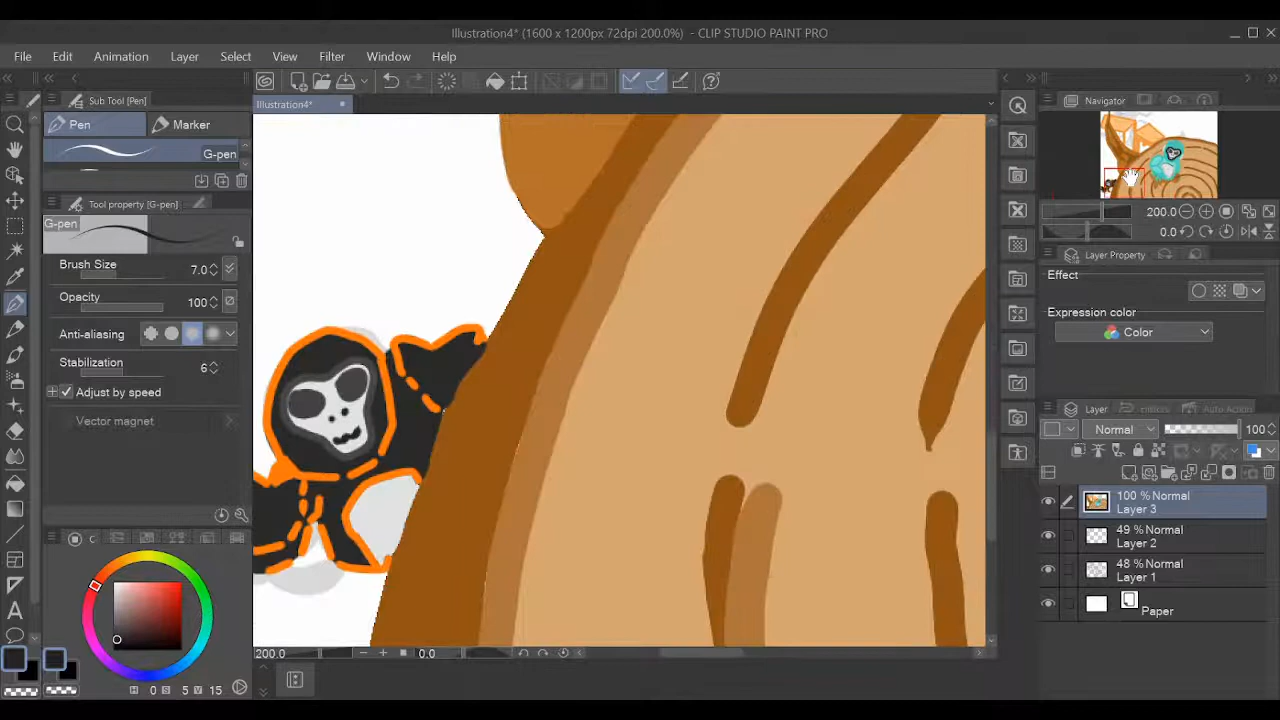 Illustration4* (1600 x 1200px 72dpi 200.0%) - CLIP STUDIO PAINT PRO
File Edit Animation Layer Select View Filter Window Help
Sub Tool [Pen]
Illustration4*
Navigator
Pen Marker
G-pen
Tool property [G-pen]
G-pen
200.0
0.0
Brush Size 7.0
Layer Property
Effect
Opacity 100
Expression color
Anti-aliasing
Color
Stabilization 6
Adjust by speed
Vector magnet
Layer Auto Action
Normal 100
100 % Normal
Layer 3
49 % Normal
Layer 2
48 % Normal
Layer 1
Paper
200.0 0.0
H 0 S 5 V 15